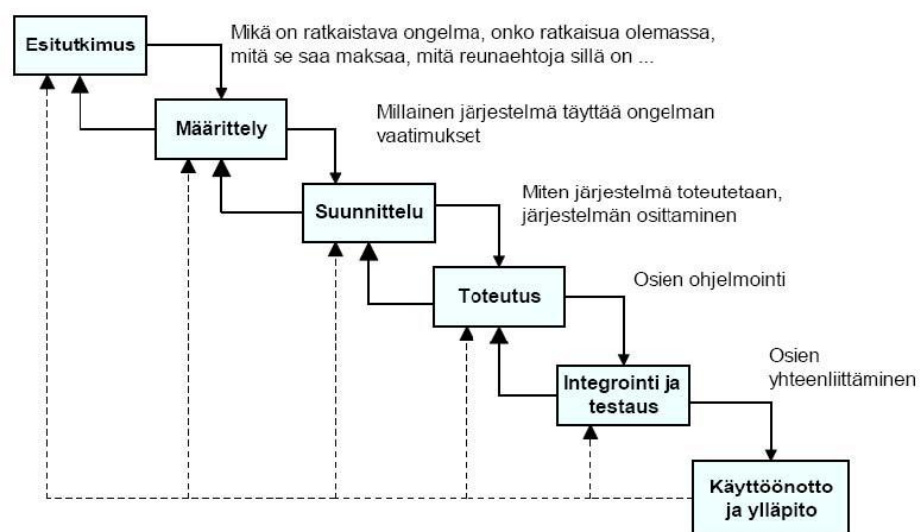 Esitutkimus
Mikä on ratkaistava ongelma, onko ratkaisua olemassa,
mitä se saa maksaa, mitä reunaehtoja sillä on ...
Määrittely
Millainen järjestelmä täyttää ongelman
vaatimukset
Suunnittelu
Miten järjestelmä toteutetaan,
järjestelmän osittaminen
Toteutus
Osien ohjelmointi
Integrointi ja
testaus
Osien
yhteenliittäminen
Käyttöönotto
ja ylläpito